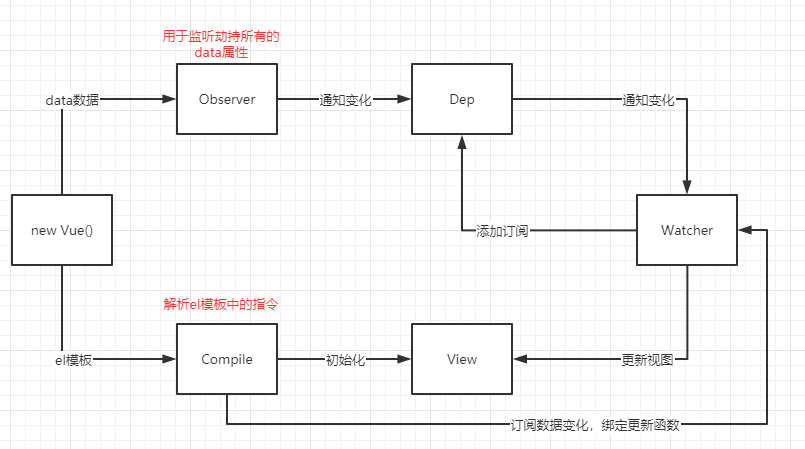 用于监听劫持所有的
data属性
data数据
Observer
通知变化
Dep
通知变化
new Vue()
添加订阅
Watcher
解析el模板中的指令
el模板
Compile
初始化
View
更新视图
订阅数据变化，绑定更新函数